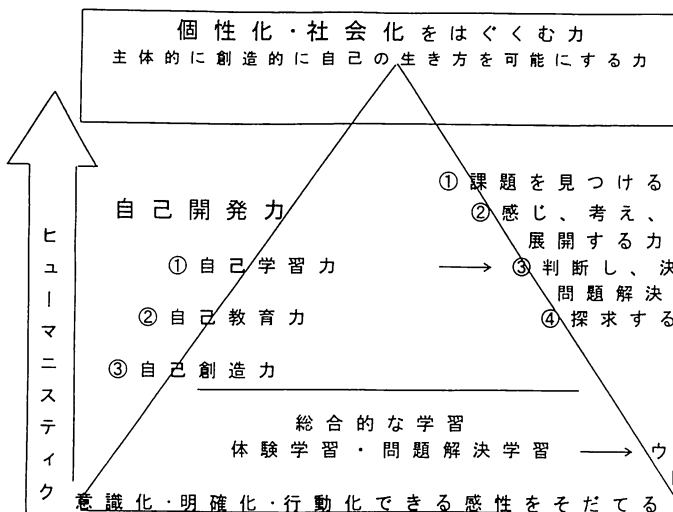 個性化・社会化をはぐくむ力
主体的に創造的に自己の生き方を可能にする力
自己開発力
①自己学習力
②自己教育力
③自己創造力
①課題を見つける
②感じ、考え、
展開する力
③判断し、決
問題解決
④探求する
総合的な学習
体験学習・問題解決学習
ウ
意識化・明確化・行動化できる感性をそだてる
ヒューマニスティク